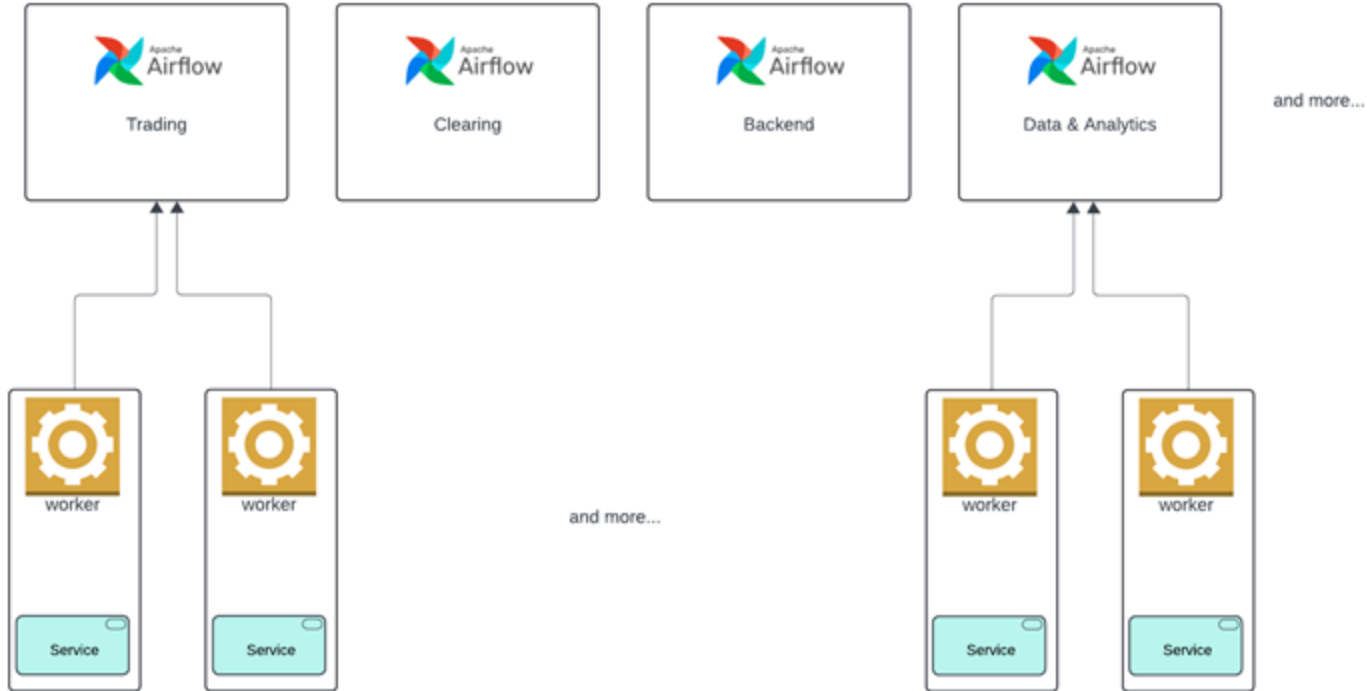 Apache
Airflow
Trading
Apache
Airflow
Clearing
Apache
Airflow
Backend
Apache
Airflow
Data & Analytics
and more...
worker
worker
and more...
worker
worker
Service
Service
Service
Service